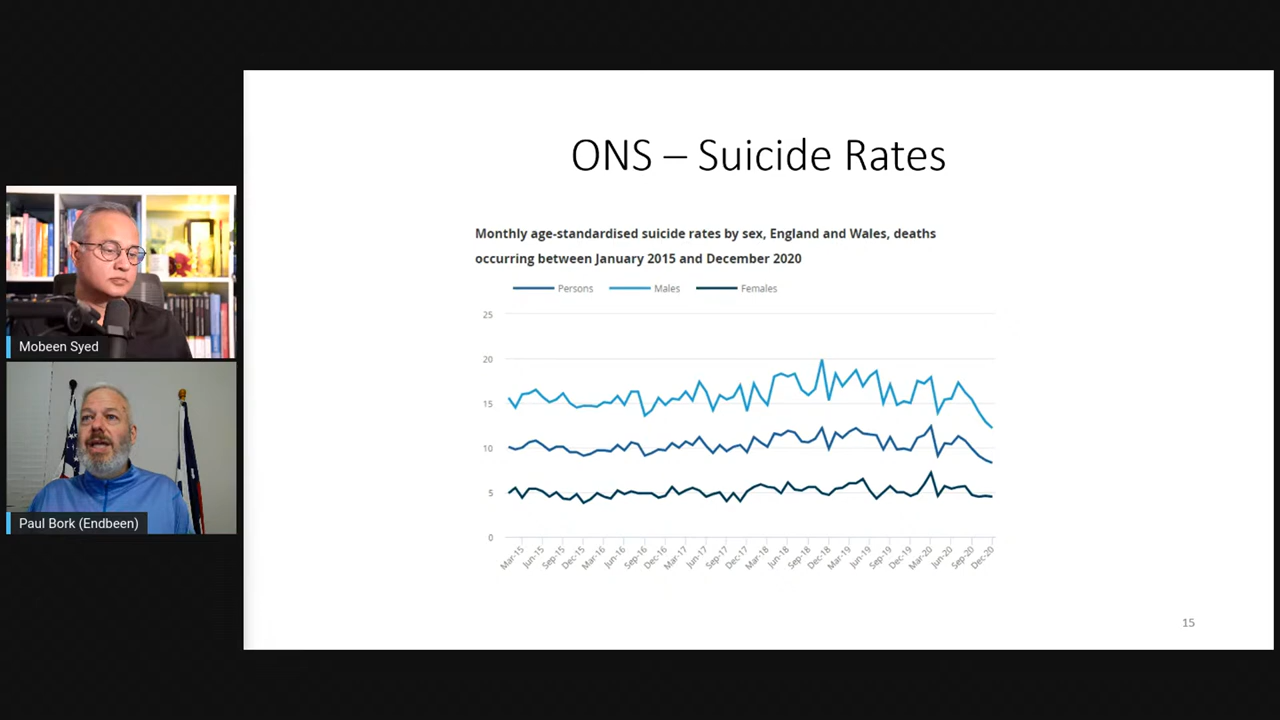 ONS – Suicide Rates
Monthly age-standardised suicide rates by sex, England and Wales, deaths
occurring between January 2015 and December 2020
Persons Males Females
25
20
15
10
5
0
Mar-15 Jun-15 Sep-15 Dec-15 Mar-16 Jun-16 Sep-16 Dec-16 Mar-17 Jun-17 Sep-17 Dec-17 Mar-18 Jun-18 Sep-18 Dec-18 Mar-19 Jun-19 Sep-19 Dec-19 Mar-20 Jun-20 Sep-20 Dec-20
15
Mobeen Syed
Paul Bork (Endbeen)